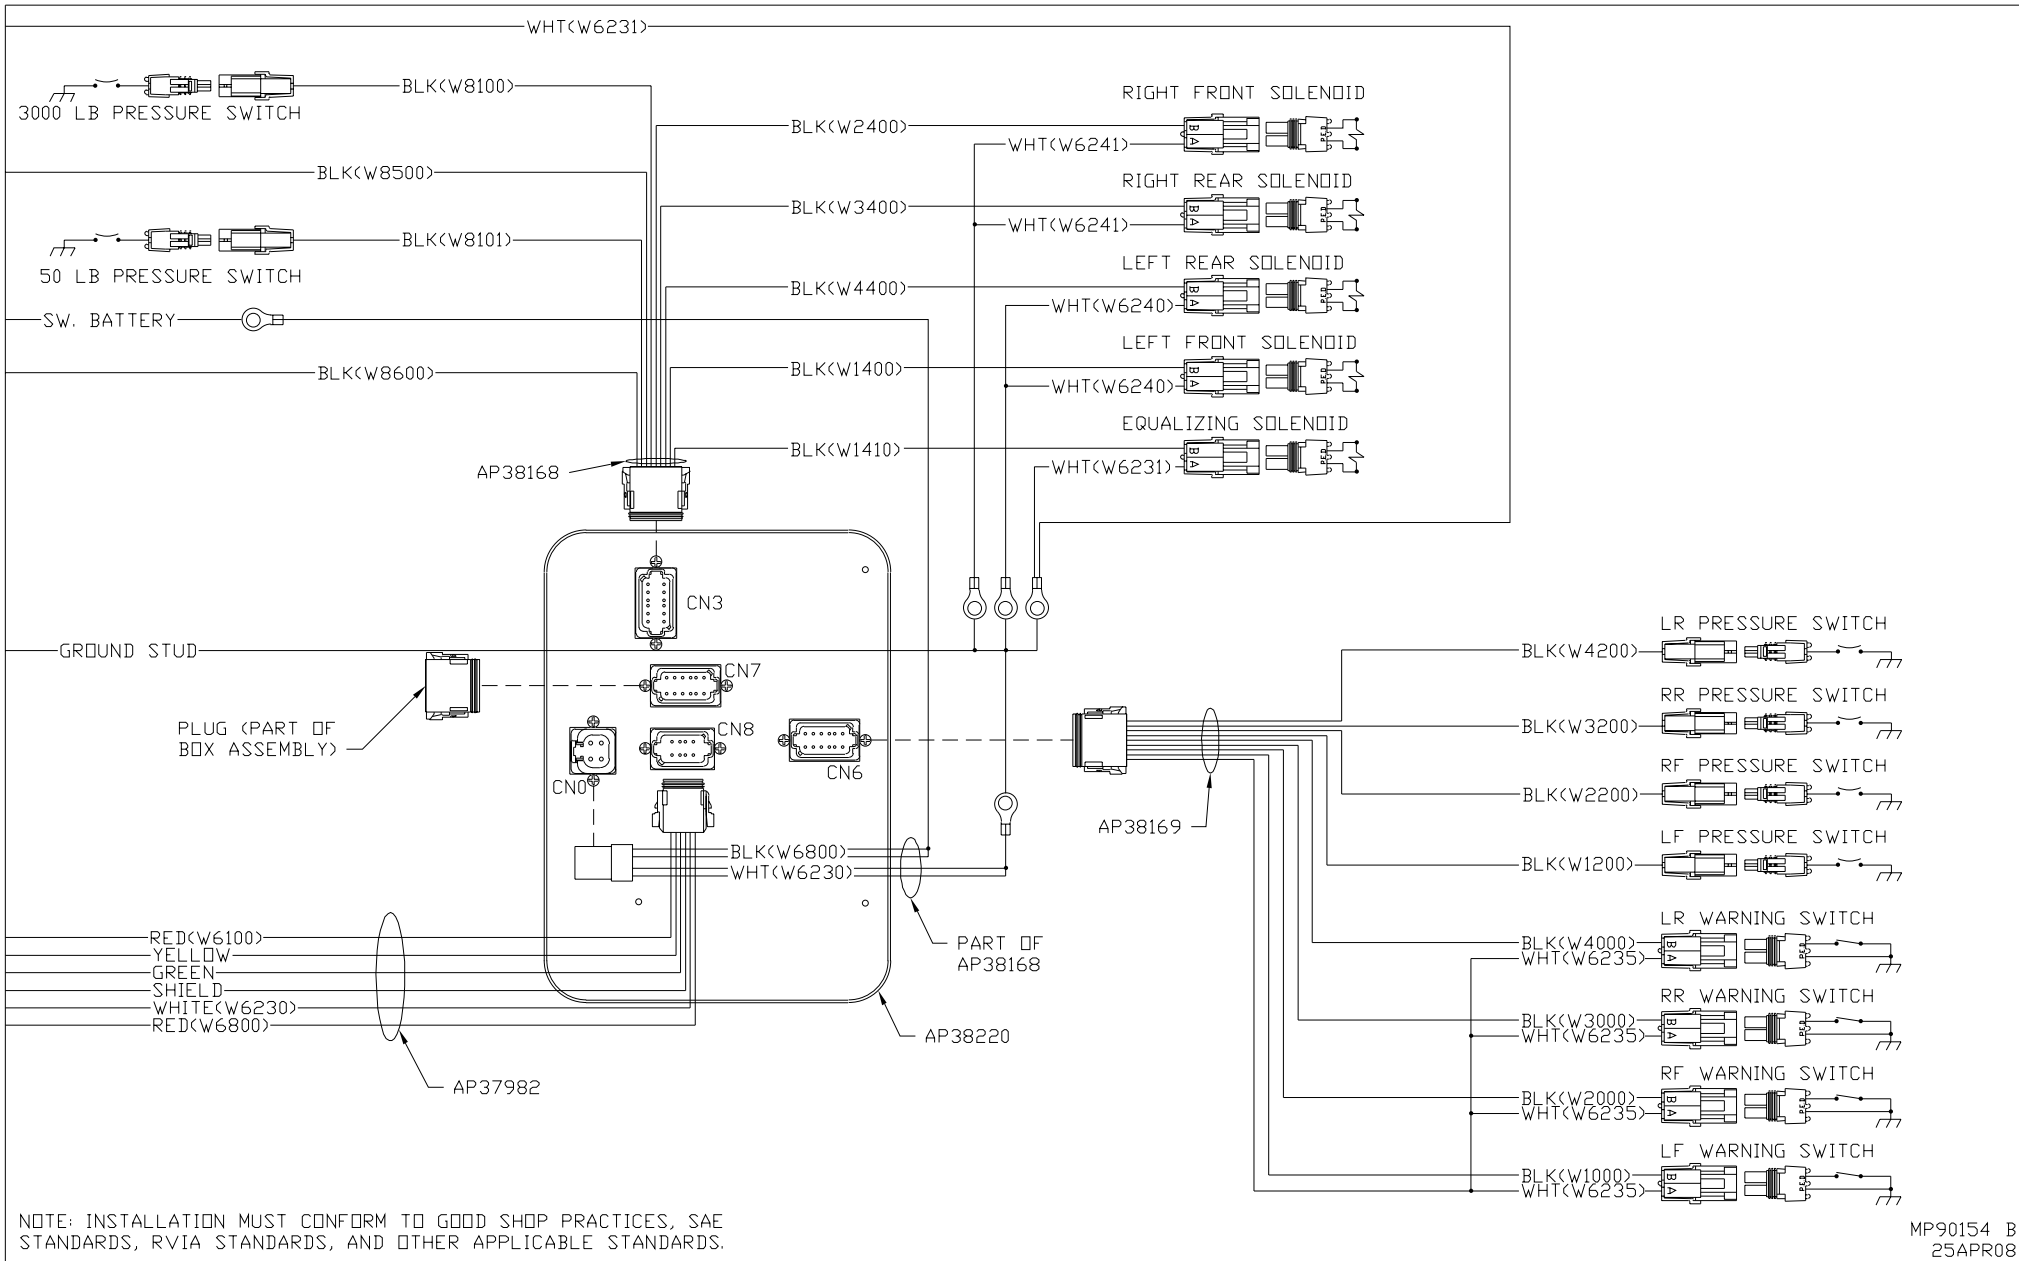 WHT(W6231)
BLK(W8100)
3000 LB PRESSURE SWITCH
BLK(W8500)
BLK(W8101)
50 LB PRESSURE SWITCH
SW. BATTERY
BLK(W8600)
AP38168
RIGHT FRONT SOLENOID
BLK(W2400)
B
A
WHT(W6241)
RIGHT REAR SOLENOID
BLK(W3400)
B
A
WHT(W6241)
LEFT REAR SOLENOID
BLK(W4400)
B
A
WHT(W6240)
LEFT FRONT SOLENOID
BLK(W1400)
B
A
WHT(W6240)
EQUALIZING SOLENOID
BLK(W1410)
B
A
WHT(W6231)
CN3
GROUND STUD
CN7
PLUG (PART OF
BOX ASSEMBLY)
CN8
CN0
CN6
BLK(W6800)
WHT(W6230)
PART OF
AP38168
AP38220
RED(W6100)
YELLOW
GREEN
SHIELD
WHITE(W6230)
RED(W6800)
AP37982
AP38169
LR PRESSURE SWITCH
BLK(W4200)
RR PRESSURE SWITCH
BLK(W3200)
RF PRESSURE SWITCH
BLK(W2200)
LF PRESSURE SWITCH
BLK(W1200)
LR WARNING SWITCH
BLK(W4000)
B
A
WHT(W6235)
RR WARNING SWITCH
BLK(W3000)
B
A
WHT(W6235)
RF WARNING SWITCH
BLK(W2000)
B
A
WHT(W6235)
LF WARNING SWITCH
BLK(W1000)
B
A
WHT(W6235)
NOTE: INSTALLATION MUST CONFORM TO GOOD SHOP PRACTICES, SAE
STANDARDS, RVIA STANDARDS, AND OTHER APPLICABLE STANDARDS.
MP90154 B
25APR08